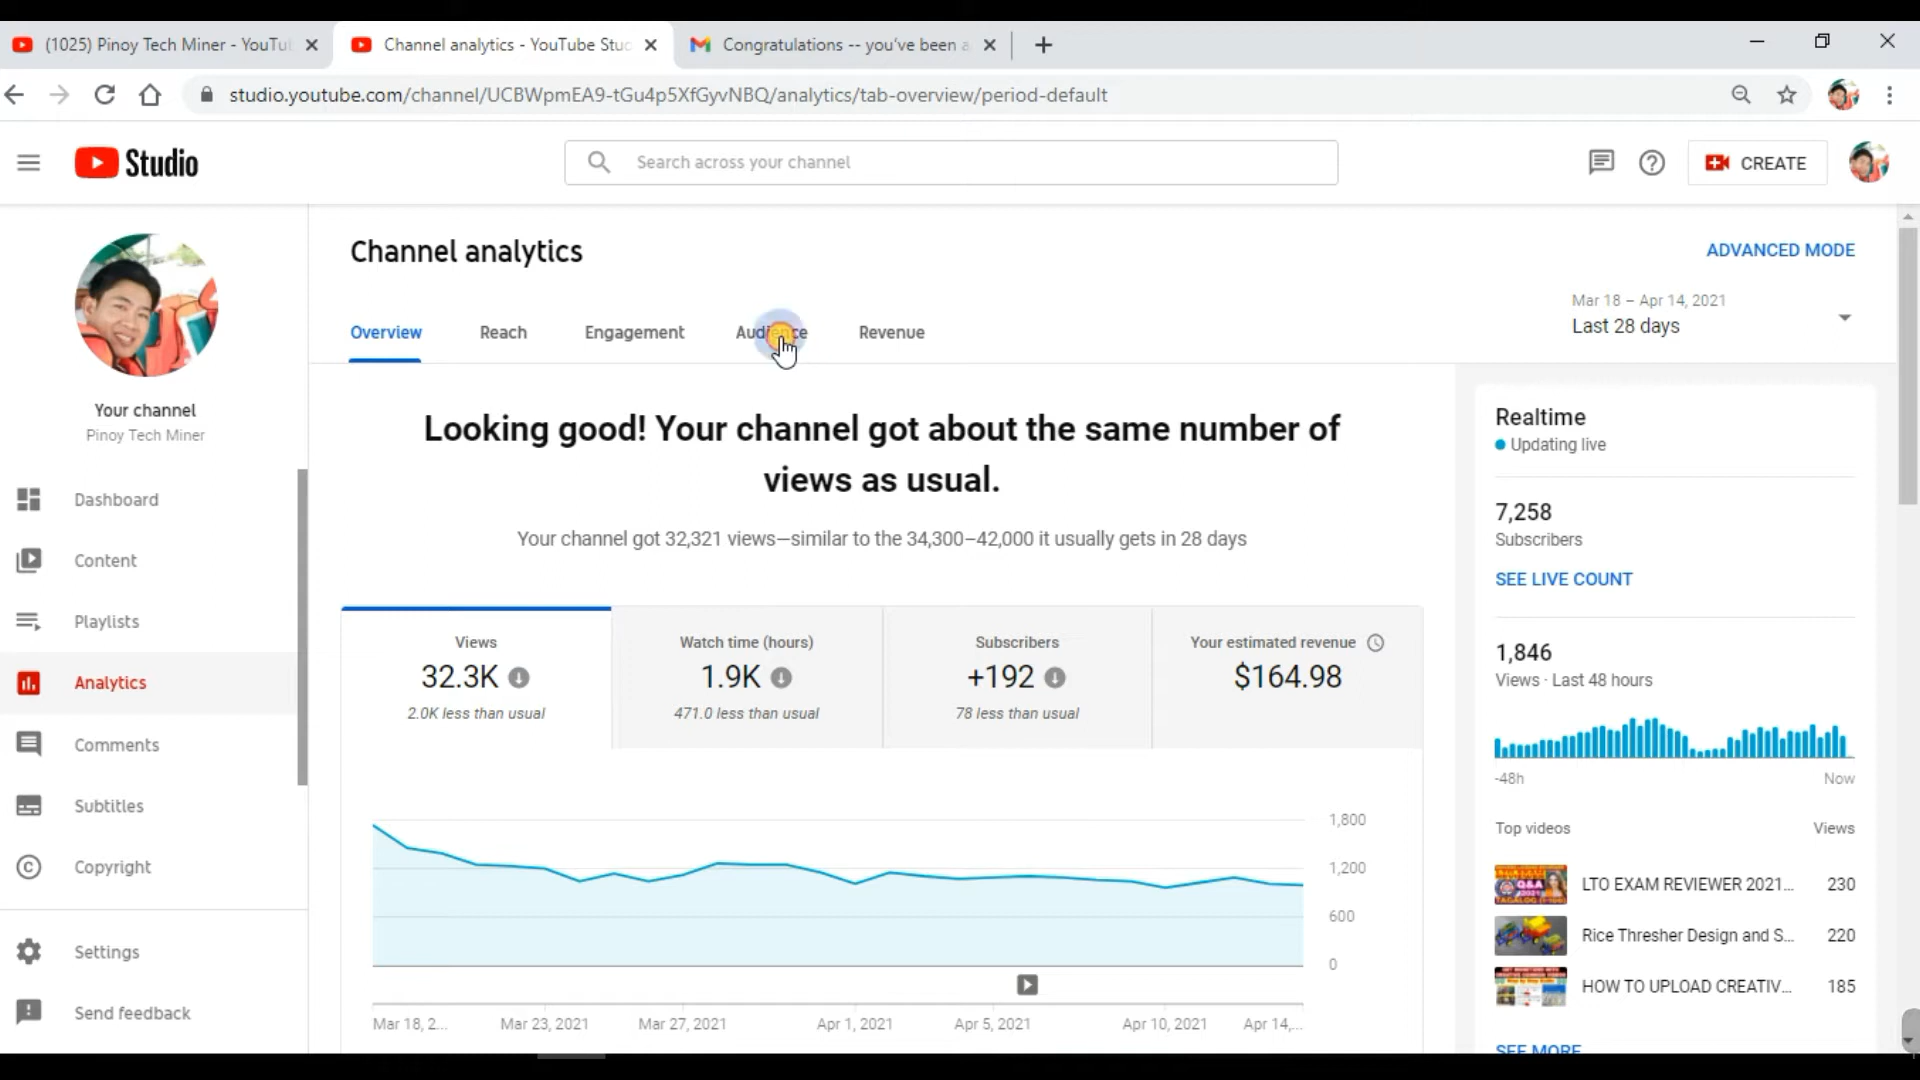 (1025) Pinoy Tech Miner - YouTu
Channel analytics - YouTube Stud
Congratulations -- you've been a
studio.youtube.com/channel/UCBWpmEA9-tGu4p5XfGyvNBQ/analytics/tab-overview/period-default
Studio
Search across your channel
CREATE
Your channel
Pinoy Tech Miner
Dashboard
Content
Playlists
Analytics
Comments
Subtitles
Copyright
Settings
Send feedback
Channel analytics
ADVANCED MODE
Mar 18 – Apr 14, 2021
Last 28 days
Overview
Reach
Engagement
Audience
Revenue
Looking good! Your channel got about the same number of
views as usual.
Your channel got 32,321 views—similar to the 34,300–42,000 it usually gets in 28 days
Views
32.3K
2.0K less than usual
Watch time (hours)
1.9K
471.0 less than usual
Subscribers
+192
78 less than usual
Your estimated revenue
$164.98
1,800
1,200
600
0
Mar 18, 2...
Mar 23, 2021
Mar 27, 2021
Apr 1, 2021
Apr 5, 2021
Apr 10, 2021
Apr 14,...
Realtime
Updating live
7,258
Subscribers
SEE LIVE COUNT
1,846
Views · Last 48 hours
-48h
Now
Top videos
Views
Q&A
LTO EXAM REVIEWER 2021...
230
Rice Thresher Design and S...
220
HOW TO UPLOAD CREATIV...
185
SEE MORE